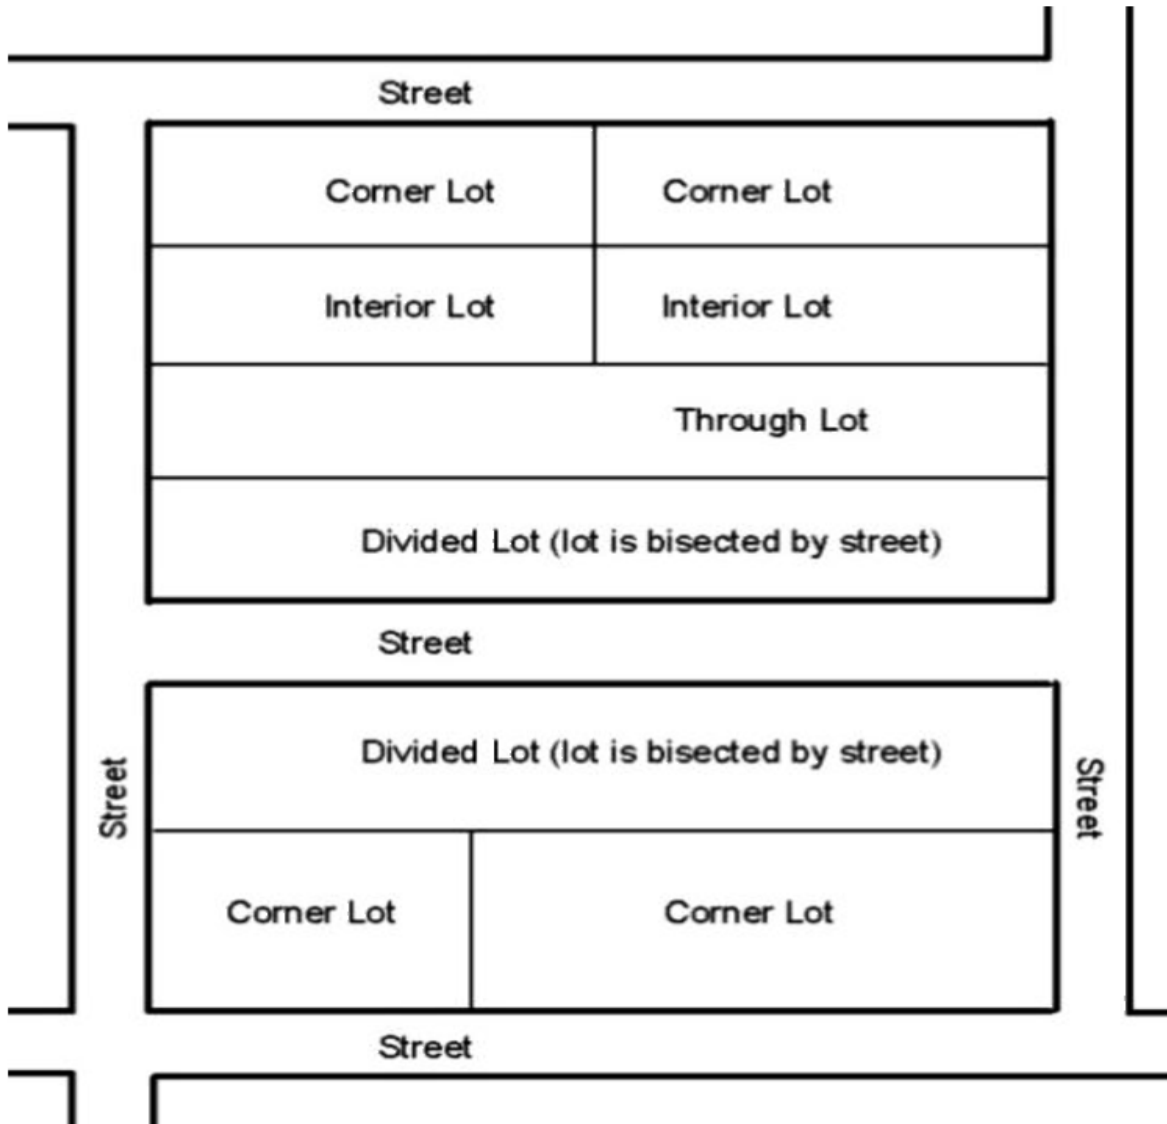 Street
Corner Lot
Corner Lot
Interior Lot
Interior Lot
Through Lot
Divided Lot (lot is bisected by street)
Street
Divided Lot (lot is bisected by street)
Street
Street
Corner Lot
Corner Lot
Street